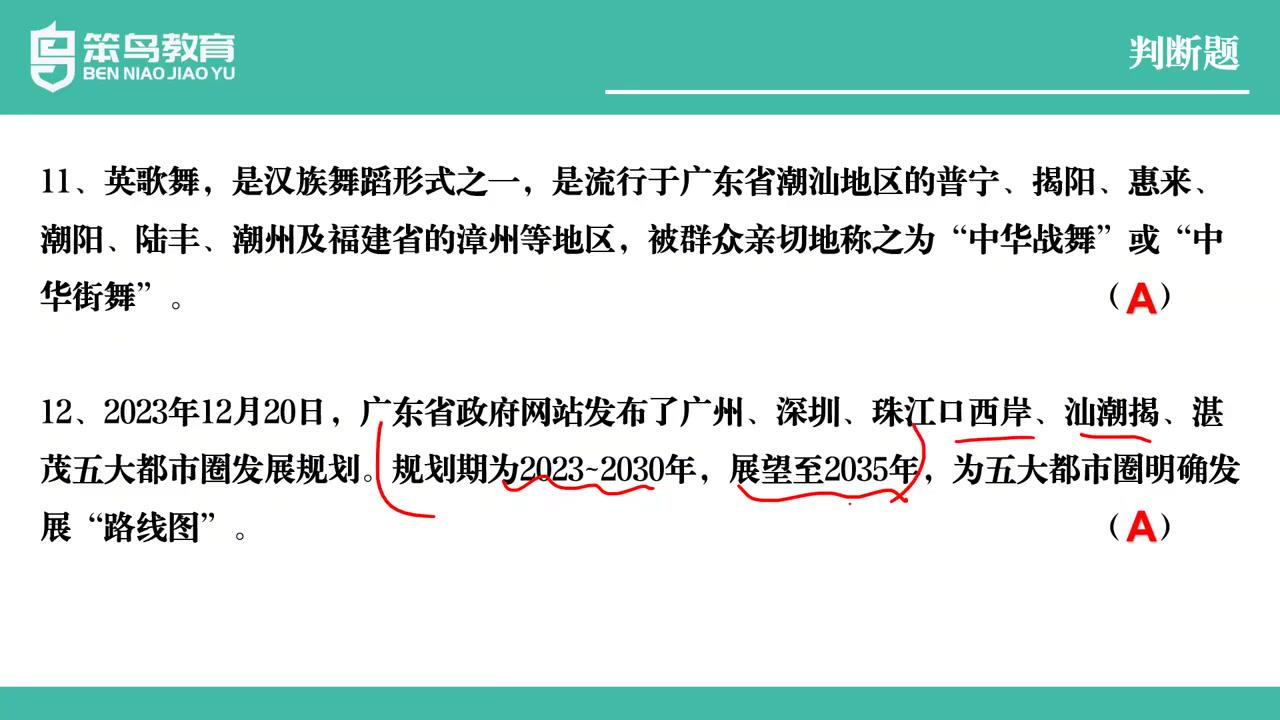 笨鸟教育
BEN NIAO JIAO YU
判断题
11、英歌舞，是汉族舞蹈形式之一，是流行于广东省潮汕地区的普宁、揭阳、惠来、
潮阳、陆丰、潮州及福建省的漳州等地区，被群众亲切地称之为“中华战舞”或“中
华街舞”。 （A）
12、2023年12月20日，广东省政府网站发布了广州、深圳、珠江口西岸、汕潮揭、湛
茂五大都市圈发展规划。规划期为2023~2030年，展望至2035年，为五大都市圈明确发
展“路线图”。 （A）